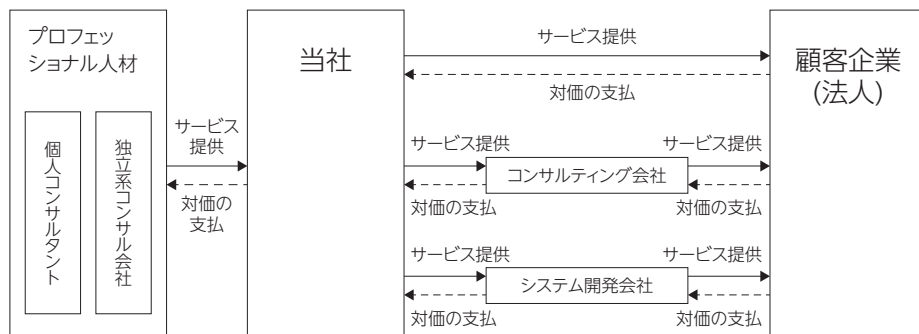 プロフェッ
ショナル人材
個人コンサルタント
独立系コンサル会社
サービス
提供
対価の
支払
当社
サービス提供
対価の支払
サービス提供
対価の支払
コンサルティング会社
サービス提供
対価の支払
サービス提供
対価の支払
システム開発会社
サービス提供
対価の支払
顧客企業
(法人)